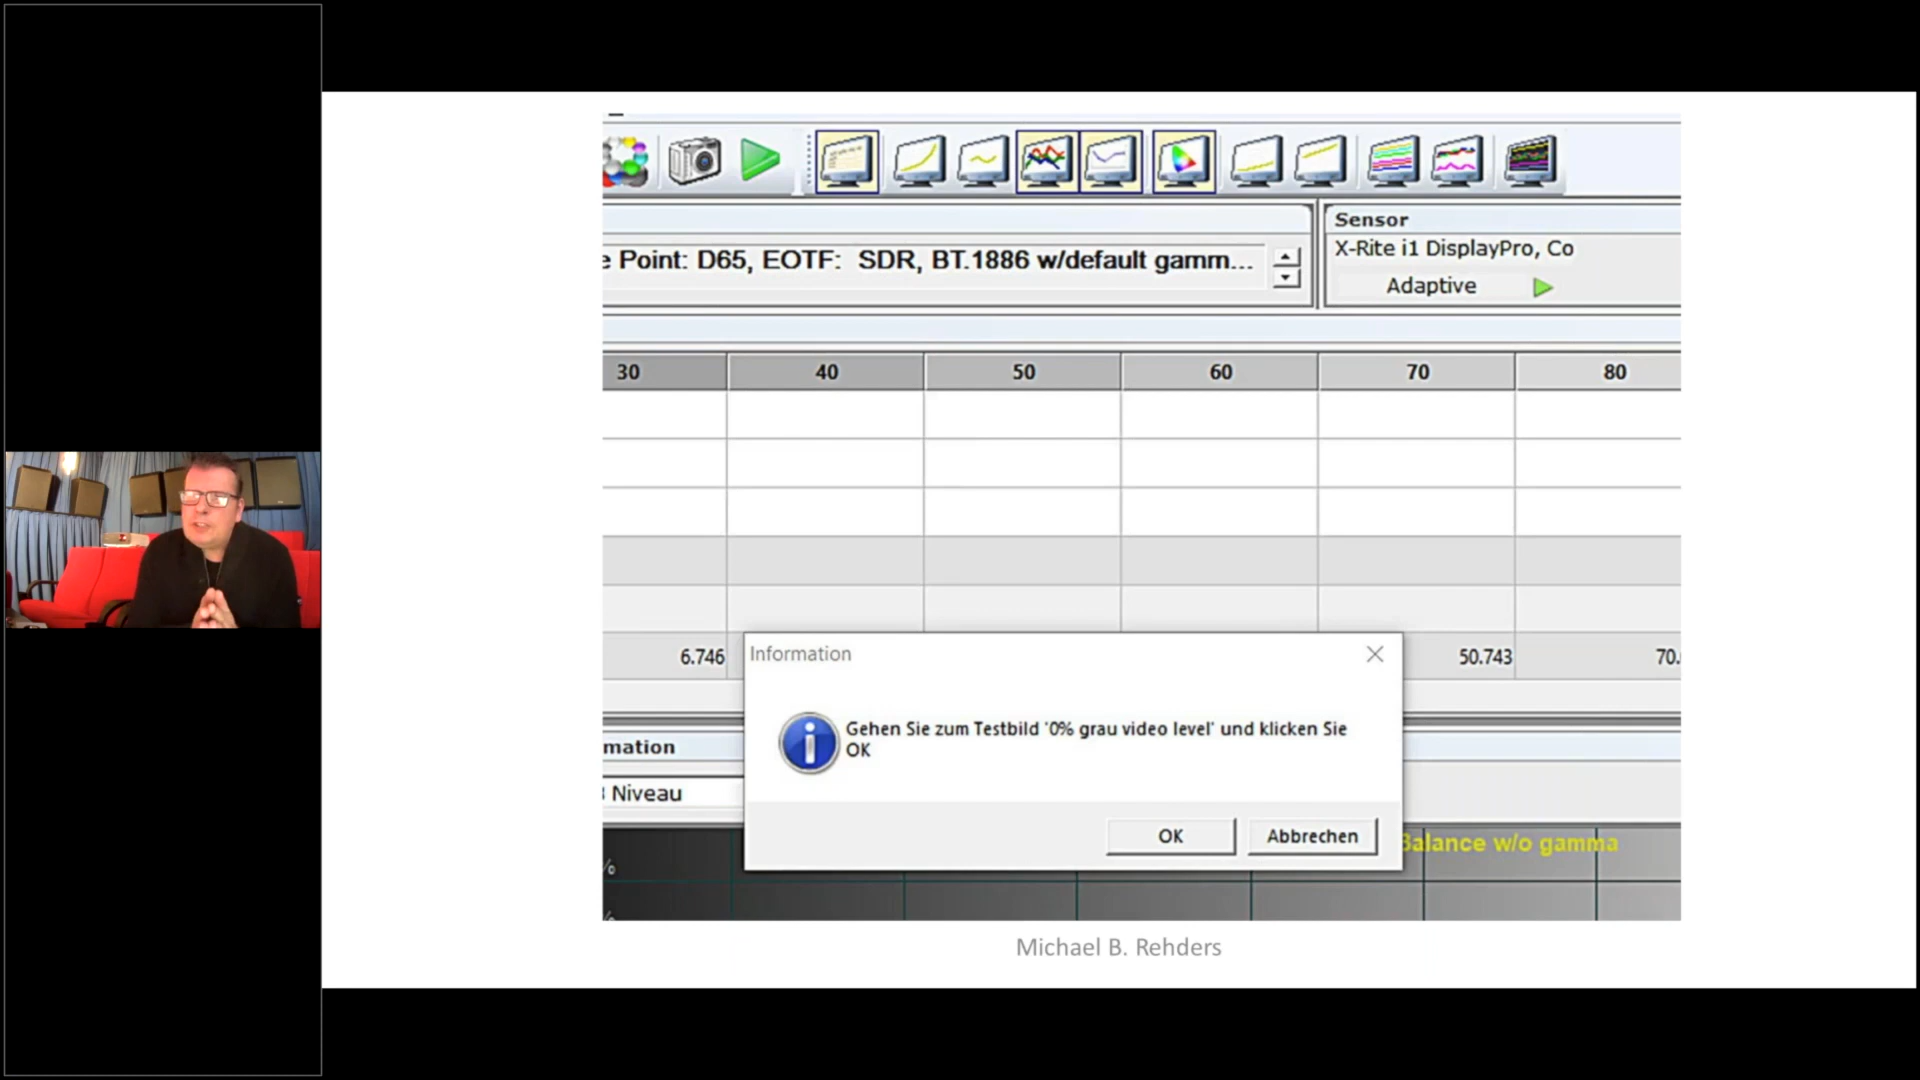 e Point: D65, EOTF: SDR, BT.1886 w/default gamm...
Sensor
X-Rite i1 DisplayPro, Co
Adaptive
30 40 50 60 70 80
6.746 50.743 70.
Information
Gehen Sie zum Testbild '0% grau video level' und klicken Sie
OK
OK Abbrechen
mation
Niveau
Balance w/o gamma
%
%
Michael B. Rehders